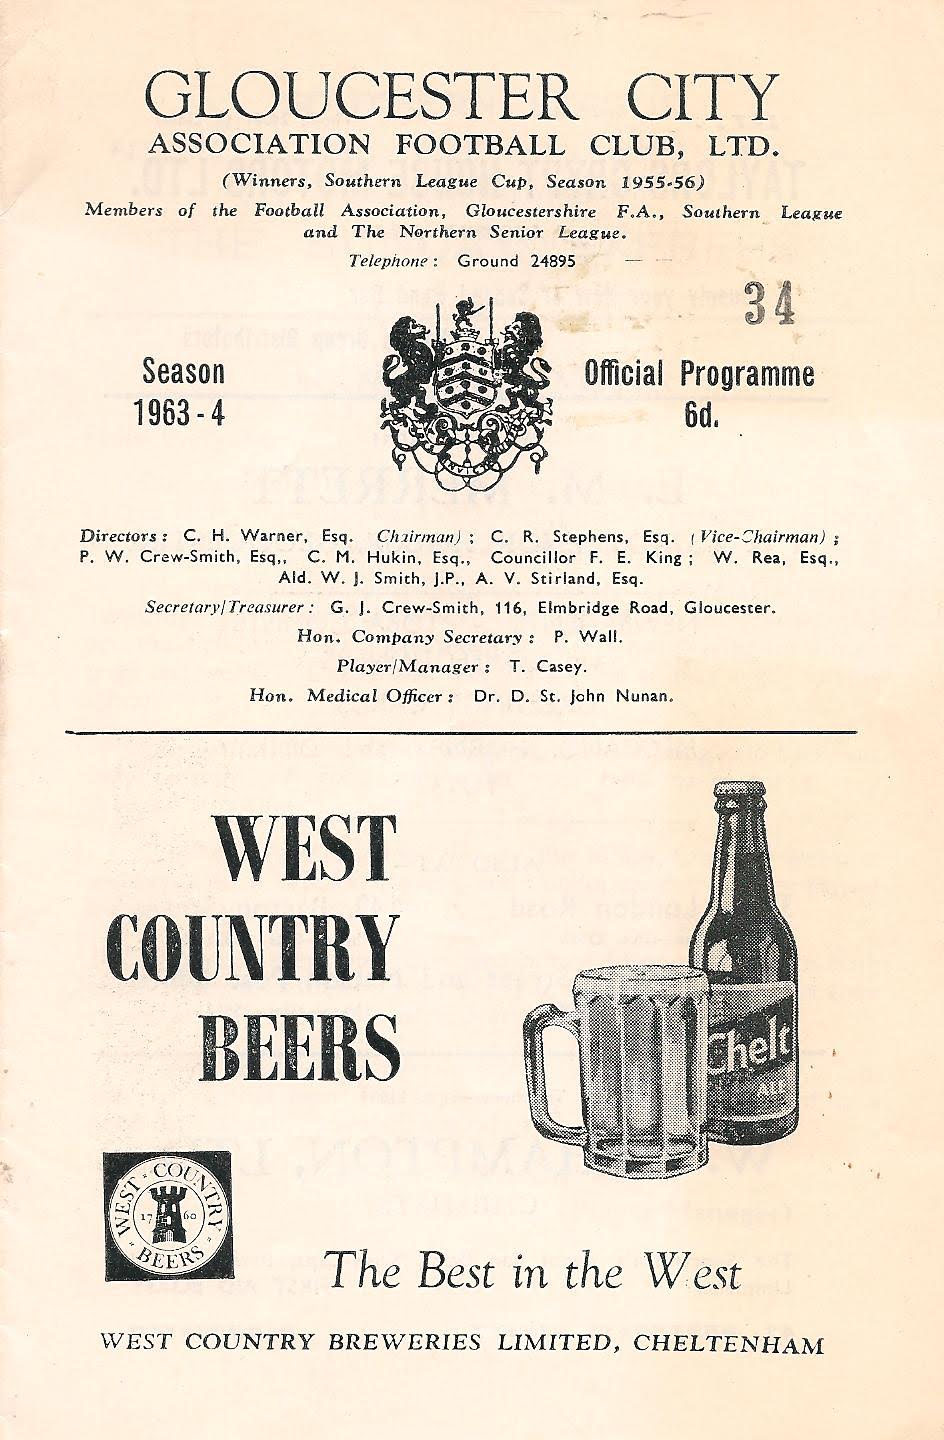 GLOUCESTER CITY
ASSOCIATION FOOTBALL CLUB, LTD.
(Winners, Southern League Cup, Season 1955-56)
Members of the Football Association, Gloucestershire F.A., Southern League
and The Northern Senior League.
Telephone : Ground 24895
34
Season
1963-4
Official Programme
6d.
Directors : C. H. Warner, Esq. Chairman) ; C. R. Stephens, Esq. (Vice-Chairman) ;
P. W. Crew-Smith, Esq,, C. M. Hukin, Esq., Councillor F. E. King ; W. Rea, Esq.,
Ald. W. J. Smith, J.P., A. V. Stirland, Esq.
Secretary/Treasurer : G. J. Crew-Smith, 116, Elmbridge Road, Gloucester.
Hon. Company Secretary : P. Wall.
Player/Manager : T. Casey.
Hon. Medical Officer : Dr. D. St. John Nunan.
WEST
COUNTRY
BEERS
Chelt
ALE
WEST COUNTRY BEERS
1760
The Best in the West
WEST COUNTRY BREWERIES LIMITED, CHELTENHAM